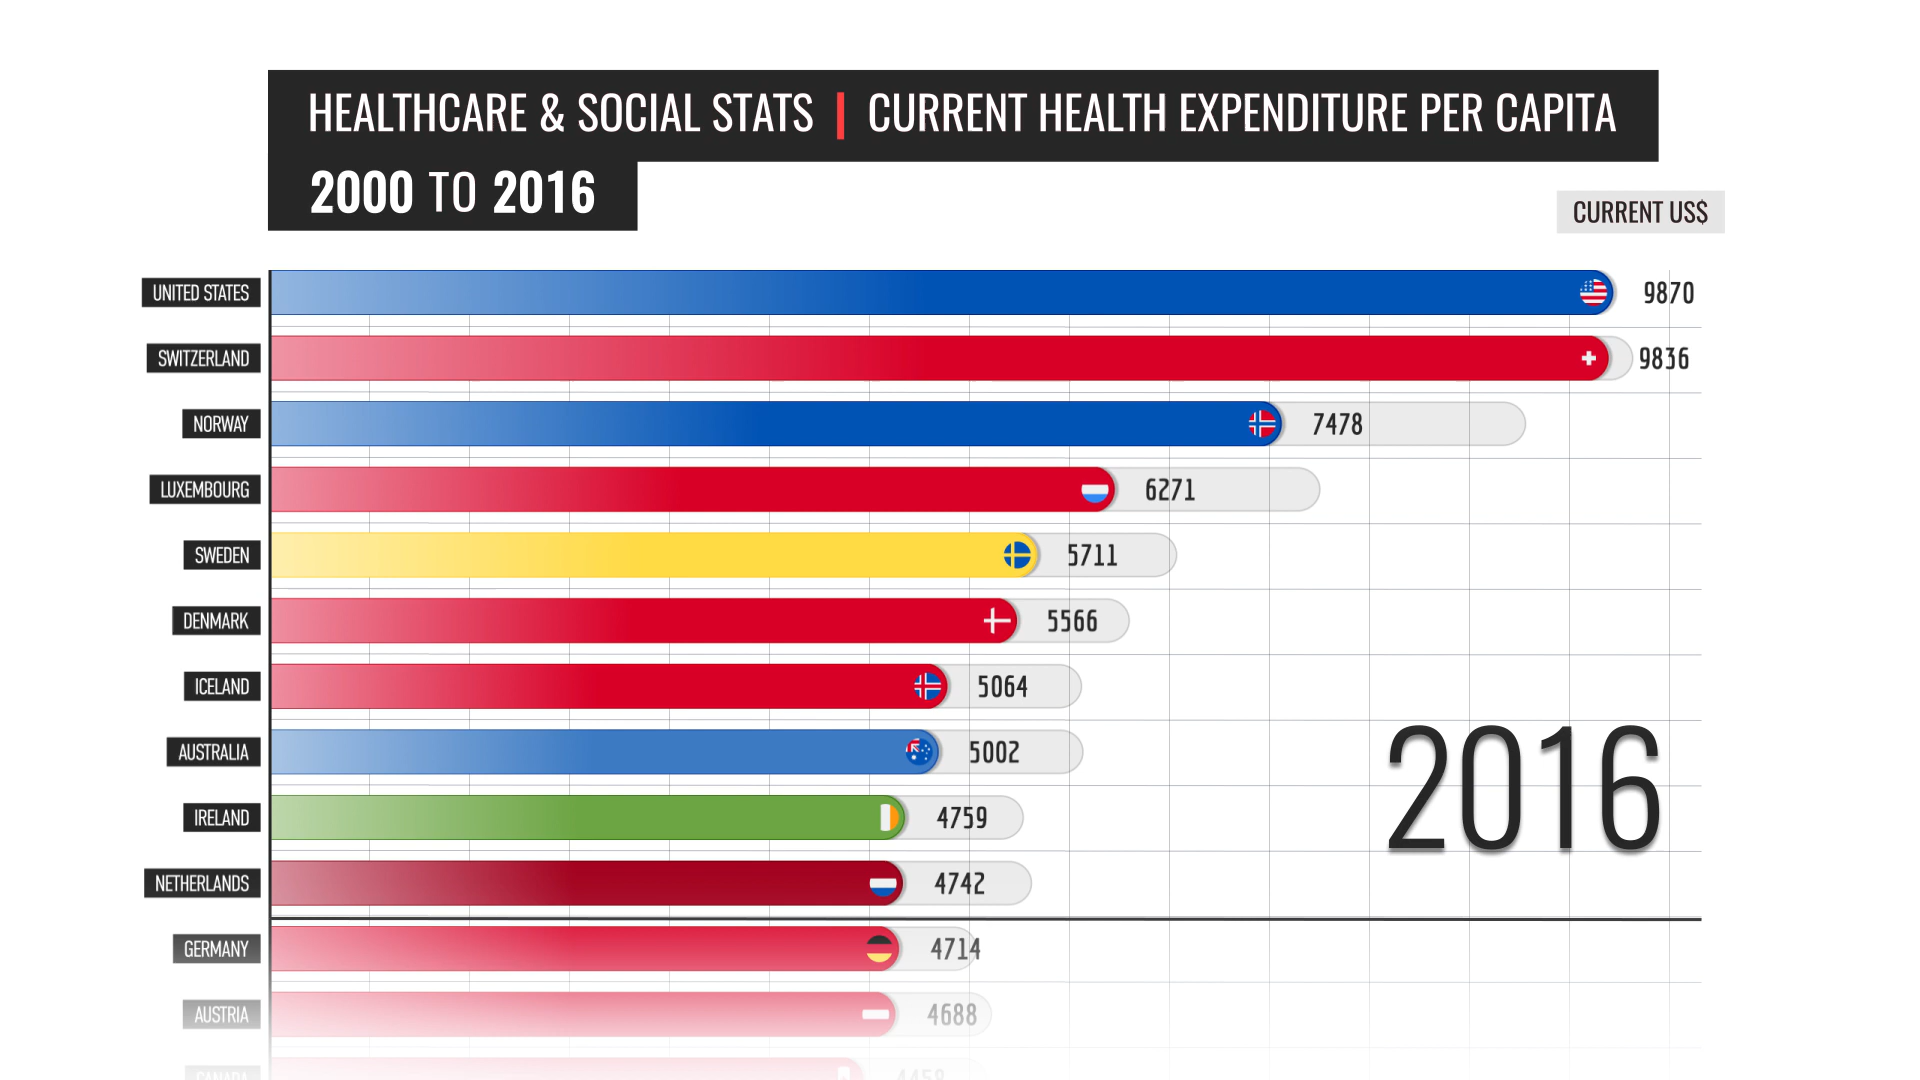 HEALTHCARE & SOCIAL STATS | CURRENT HEALTH EXPENDITURE PER CAPITA
2000 TO 2016
CURRENT US$
UNITED STATES 9870
SWITZERLAND 9836
NORWAY 7478
LUXEMBOURG 6271
SWEDEN 5711
DENMARK 5566
ICELAND 5064
AUSTRALIA 5002
2016
IRELAND 4759
NETHERLANDS 4742
GERMANY 4714
AUSTRIA 4688
CANADA 4458